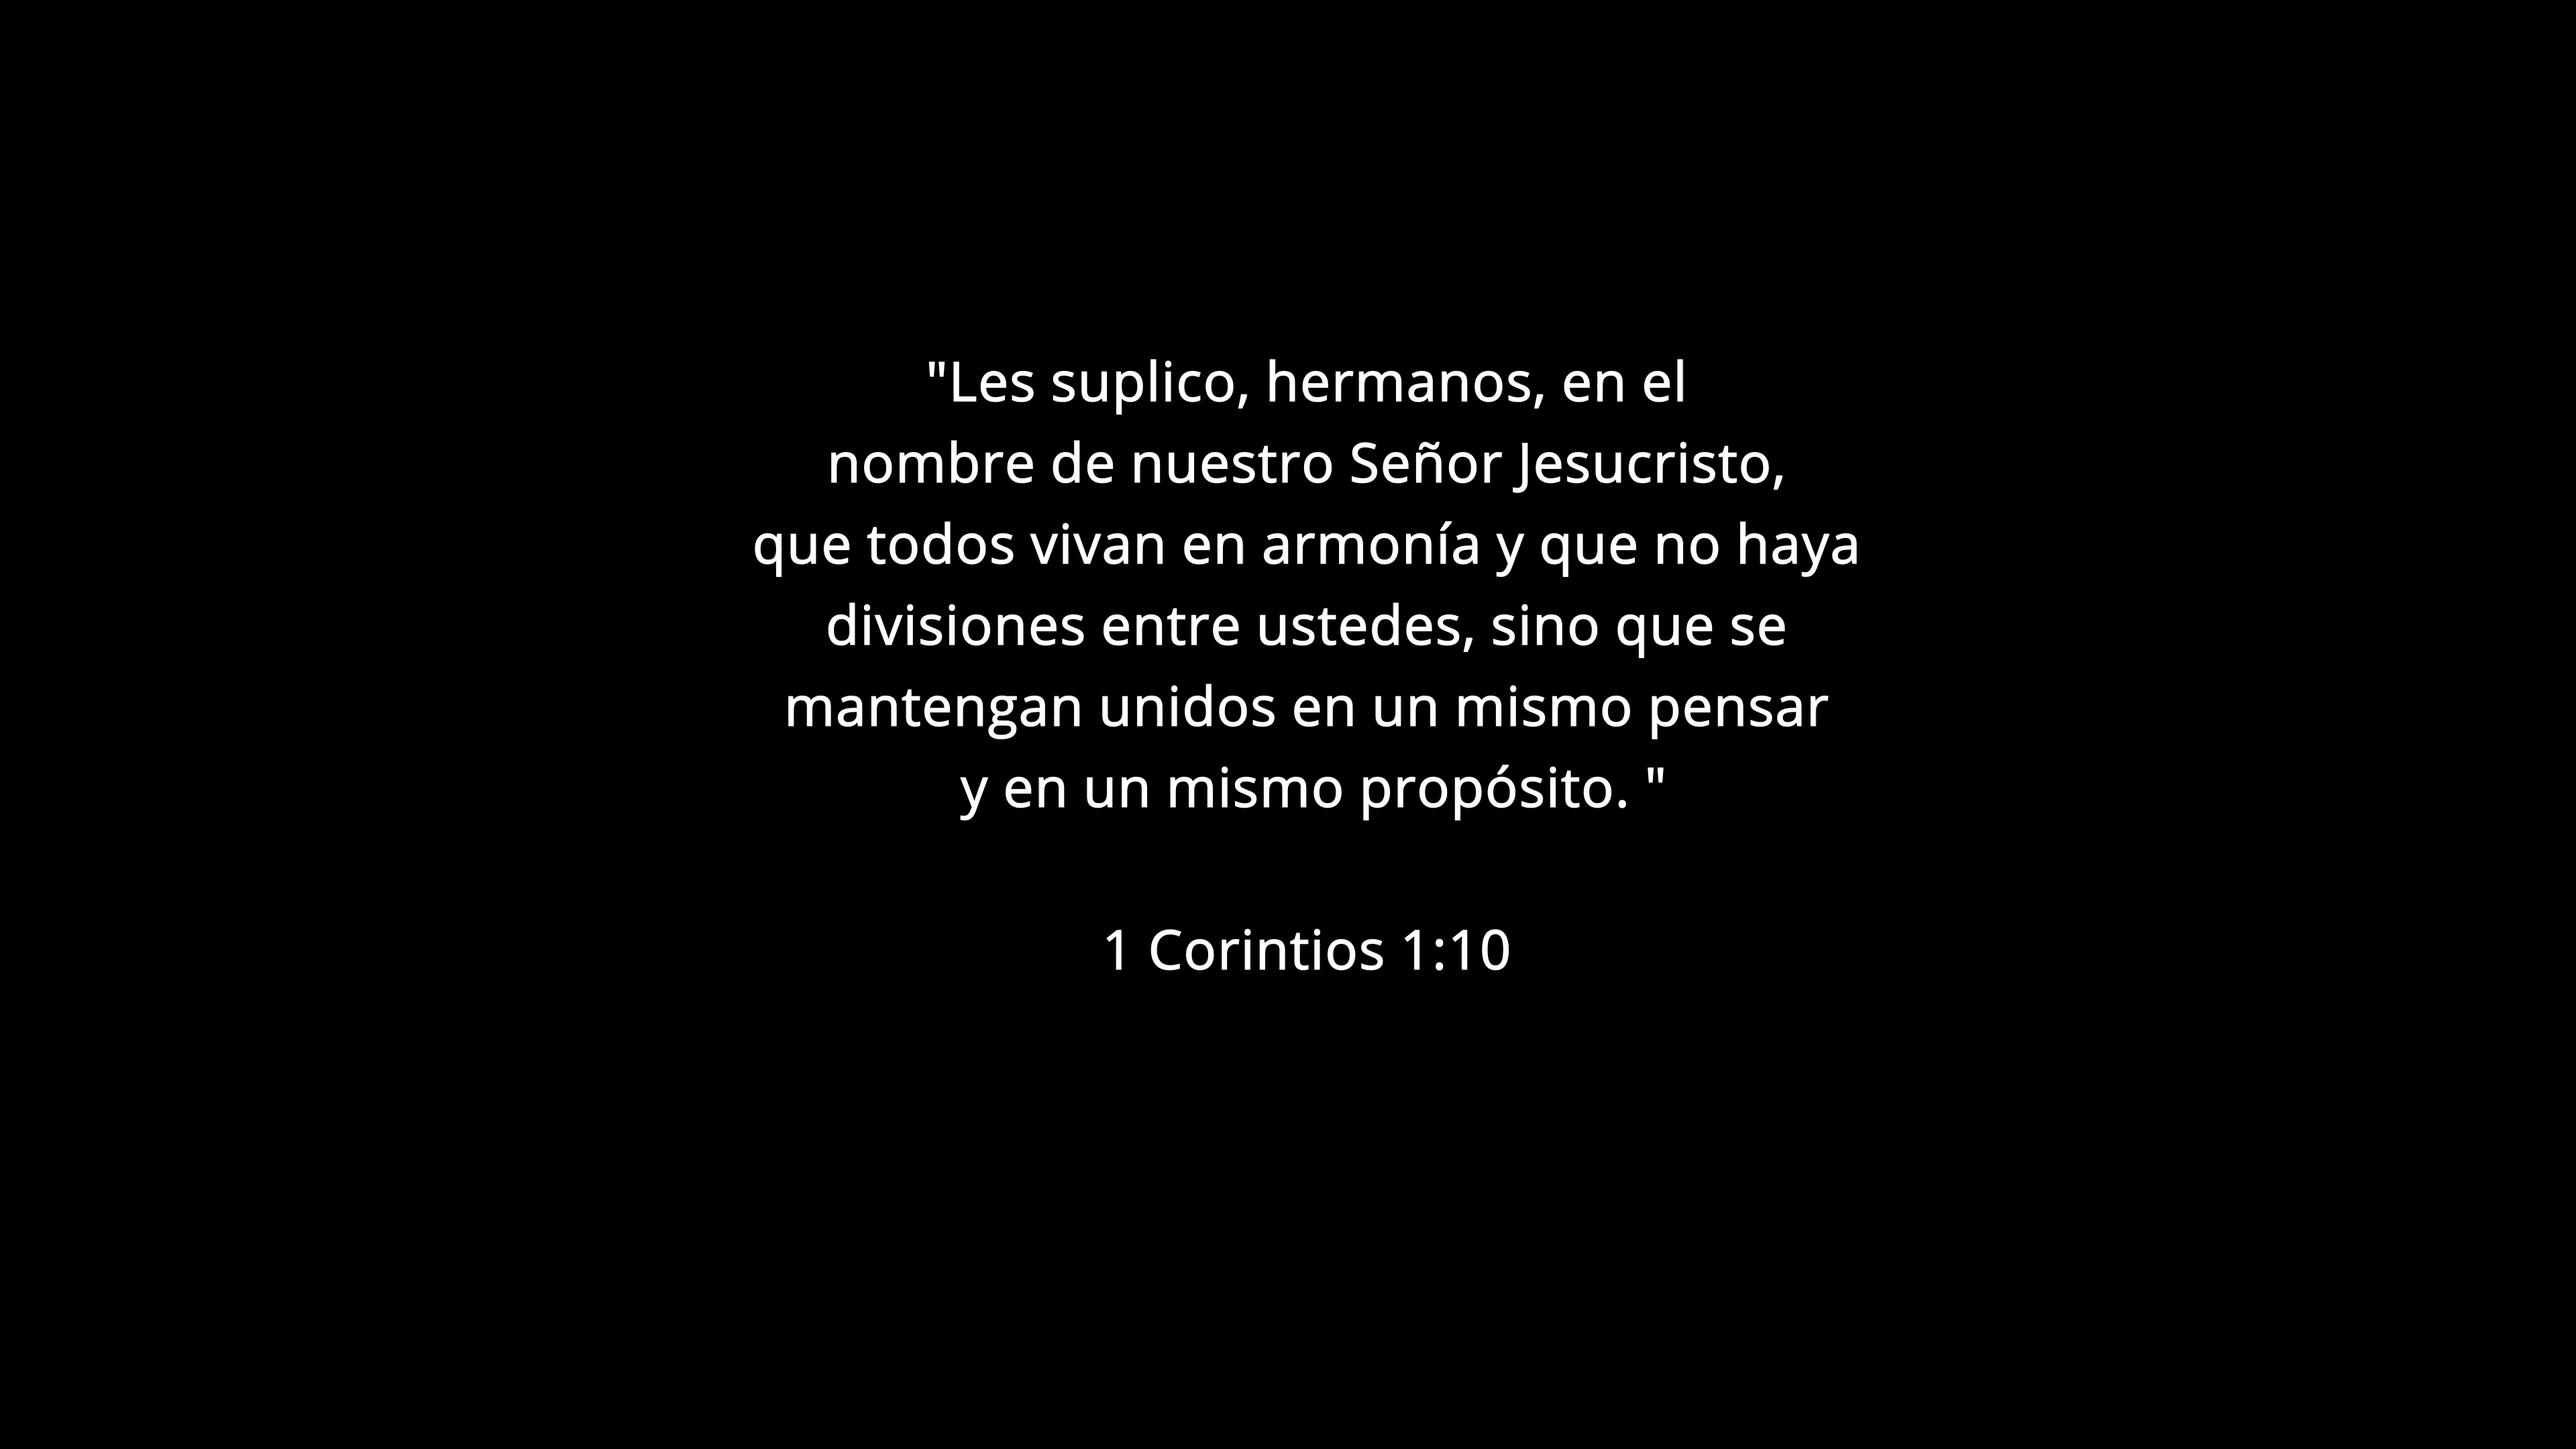 "Les suplico, hermanos, en el
nombre de nuestro Señor Jesucristo,
que todos vivan en armonía y que no haya
divisiones entre ustedes, sino que se
mantengan unidos en un mismo pensar
y en un mismo propósito. "
1 Corintios 1:10